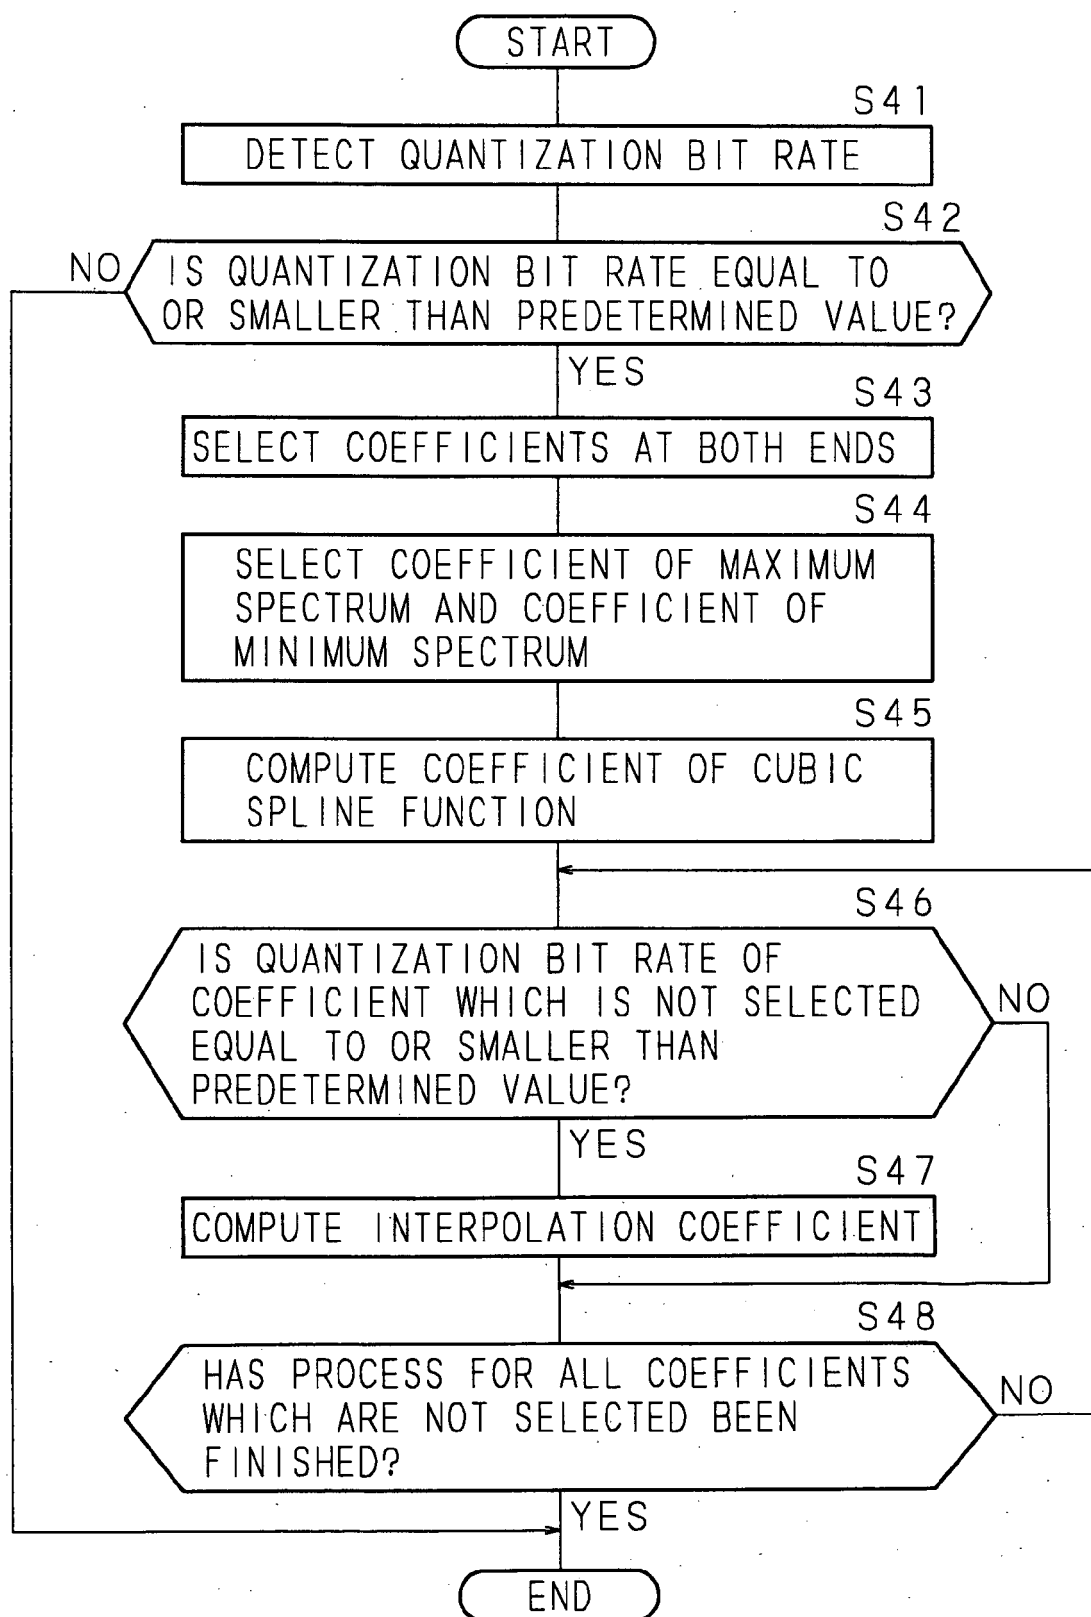 START
S41
DETECT QUANTIZATION BIT RATE
S42
NO
IS QUANTIZATION BIT RATE EQUAL TO
OR SMALLER THAN PREDETERMINED VALUE?
YES
S43
SELECT COEFFICIENTS AT BOTH ENDS
S44
SELECT COEFFICIENT OF MAXIMUM
SPECTRUM AND COEFFICIENT OF
MINIMUM SPECTRUM
S45
COMPUTE COEFFICIENT OF CUBIC
SPLINE FUNCTION
S46
IS QUANTIZATION BIT RATE OF
COEFFICIENT WHICH IS NOT SELECTED
EQUAL TO OR SMALLER THAN
PREDETERMINED VALUE?
NO
YES
S47
COMPUTE INTERPOLATION COEFFICIENT
S48
HAS PROCESS FOR ALL COEFFICIENTS
WHICH ARE NOT SELECTED BEEN
FINISHED?
NO
YES
END